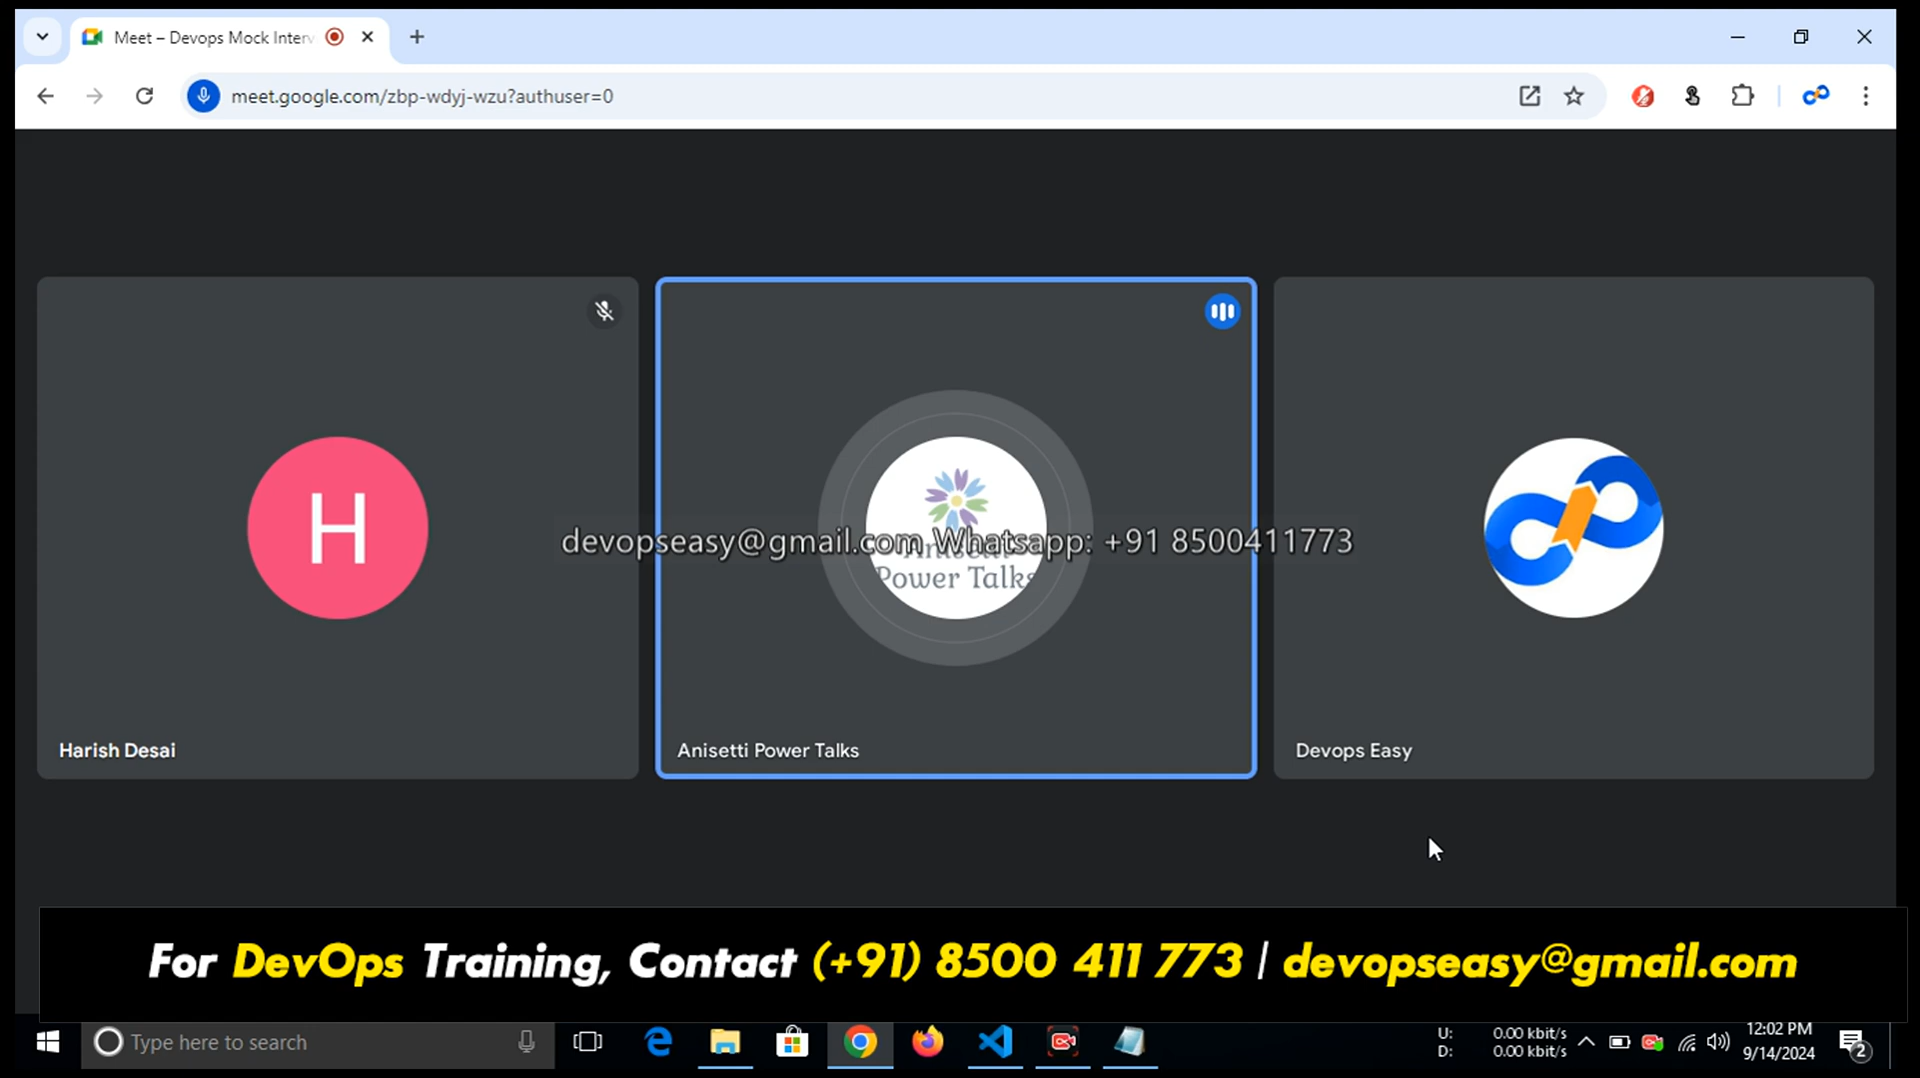 Meet – Devops Mock Interv
meet.google.com/zbp-wdyj-wzu?authuser=0
H
devopseasy@gmail.com Whatsapp: +91 8500411773
Power Talks
Harish Desai
Anisetti Power Talks
Devops Easy
For DevOps Training, Contact (+91) 8500 411 773 | devopseasy@gmail.com
Type here to search
U: 0.00 kbit/s
D: 0.00 kbit/s
12:02 PM
9/14/2024
2